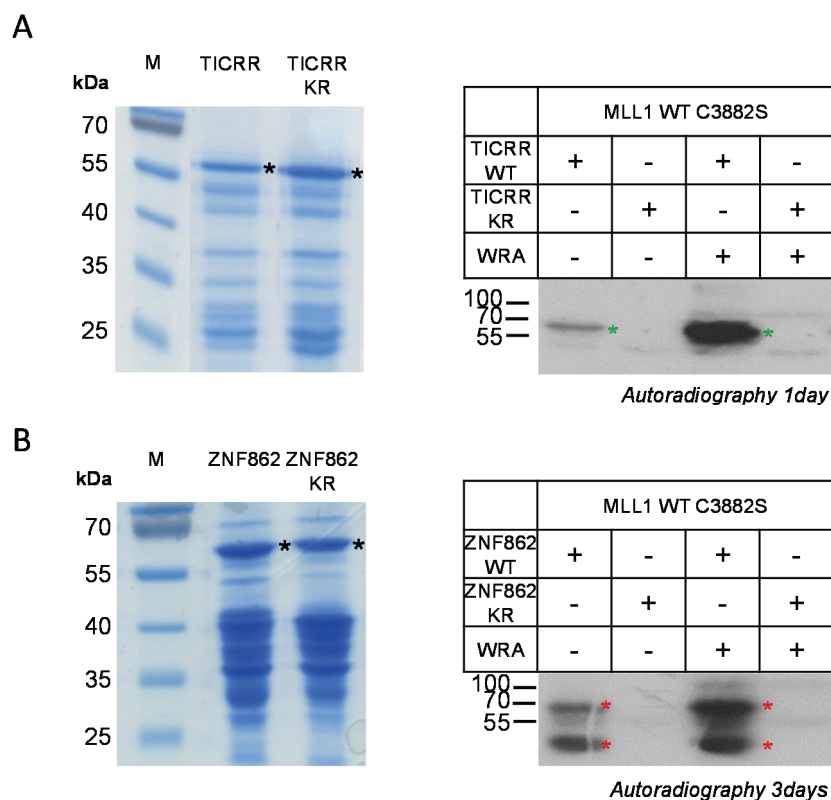 A
M TICRR TICRR
KR
kDa
70
55
40
35
25
*
*
MLL1 WT C3882S
TICRR
WT + - + -
TICRR
KR - + - +
WRA - - + +
100
70
55
*
*
Autoradiography 1day
B
M ZNF862 ZNF862
KR
kDa
70
55
40
35
25
*
*
MLL1 WT C3882S
ZNF862
WT + - + -
ZNF862
KR - + - +
WRA - - + +
100
70
55
*
*
*
*
Autoradiography 3days